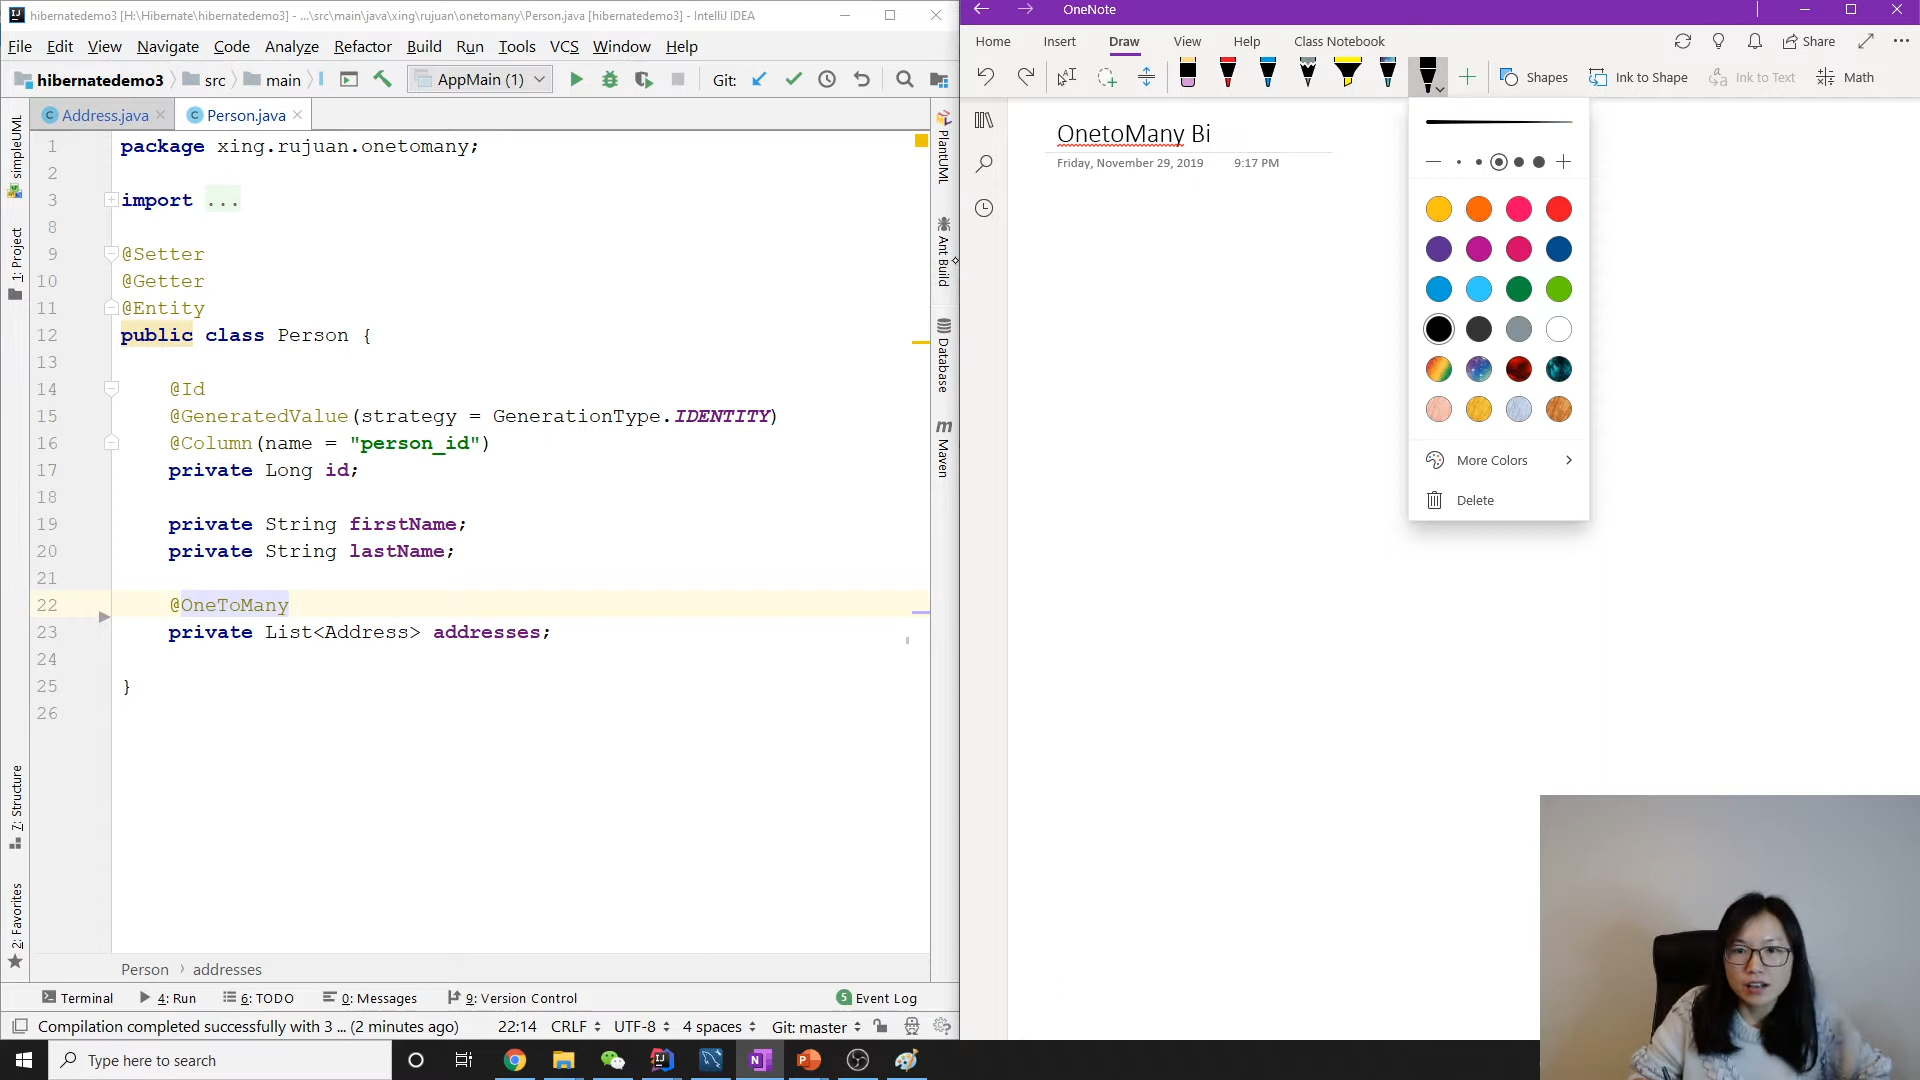 hibernatedemo3 [H:\Hibernate\hibernatedemo3] - ...\src\main\java\xing\rujuan\onetomany\Person.java [hibernatedemo3] - IntelliJ IDEA
File Edit View Navigate Code Analyze Refactor Build Run Tools VCS Window Help
hibernatedemo3 src main AppMain (1) Git:
Address.java Person.java
1 package xing.rujuan.onetomany;
2
3 import ...
8
9 @Setter
10 @Getter
11 @Entity
12 public class Person {
13
14 @Id
15 @GeneratedValue(strategy = GenerationType.IDENTITY)
16 @Column(name = "person_id")
17 private Long id;
18
19 private String firstName;
20 private String lastName;
21
22 @OneToMany
23 private List<Address> addresses;
24
25 }
26
simpleUML
1: Project
7: Structure
2: Favorites
PlantUML
Ant Build
Database
m Maven
Person › addresses
Terminal 4: Run 6: TODO 0: Messages 9: Version Control 5 Event Log
Compilation completed successfully with 3 ... (2 minutes ago) 22:14 CRLF UTF-8 4 spaces Git: master
Type here to search
OneNote
Home Insert Draw View Help Class Notebook Share
Shapes Ink to Shape Ink to Text Math
OnetoMany Bi
Friday, November 29, 2019 9:17 PM
More Colors
Delete